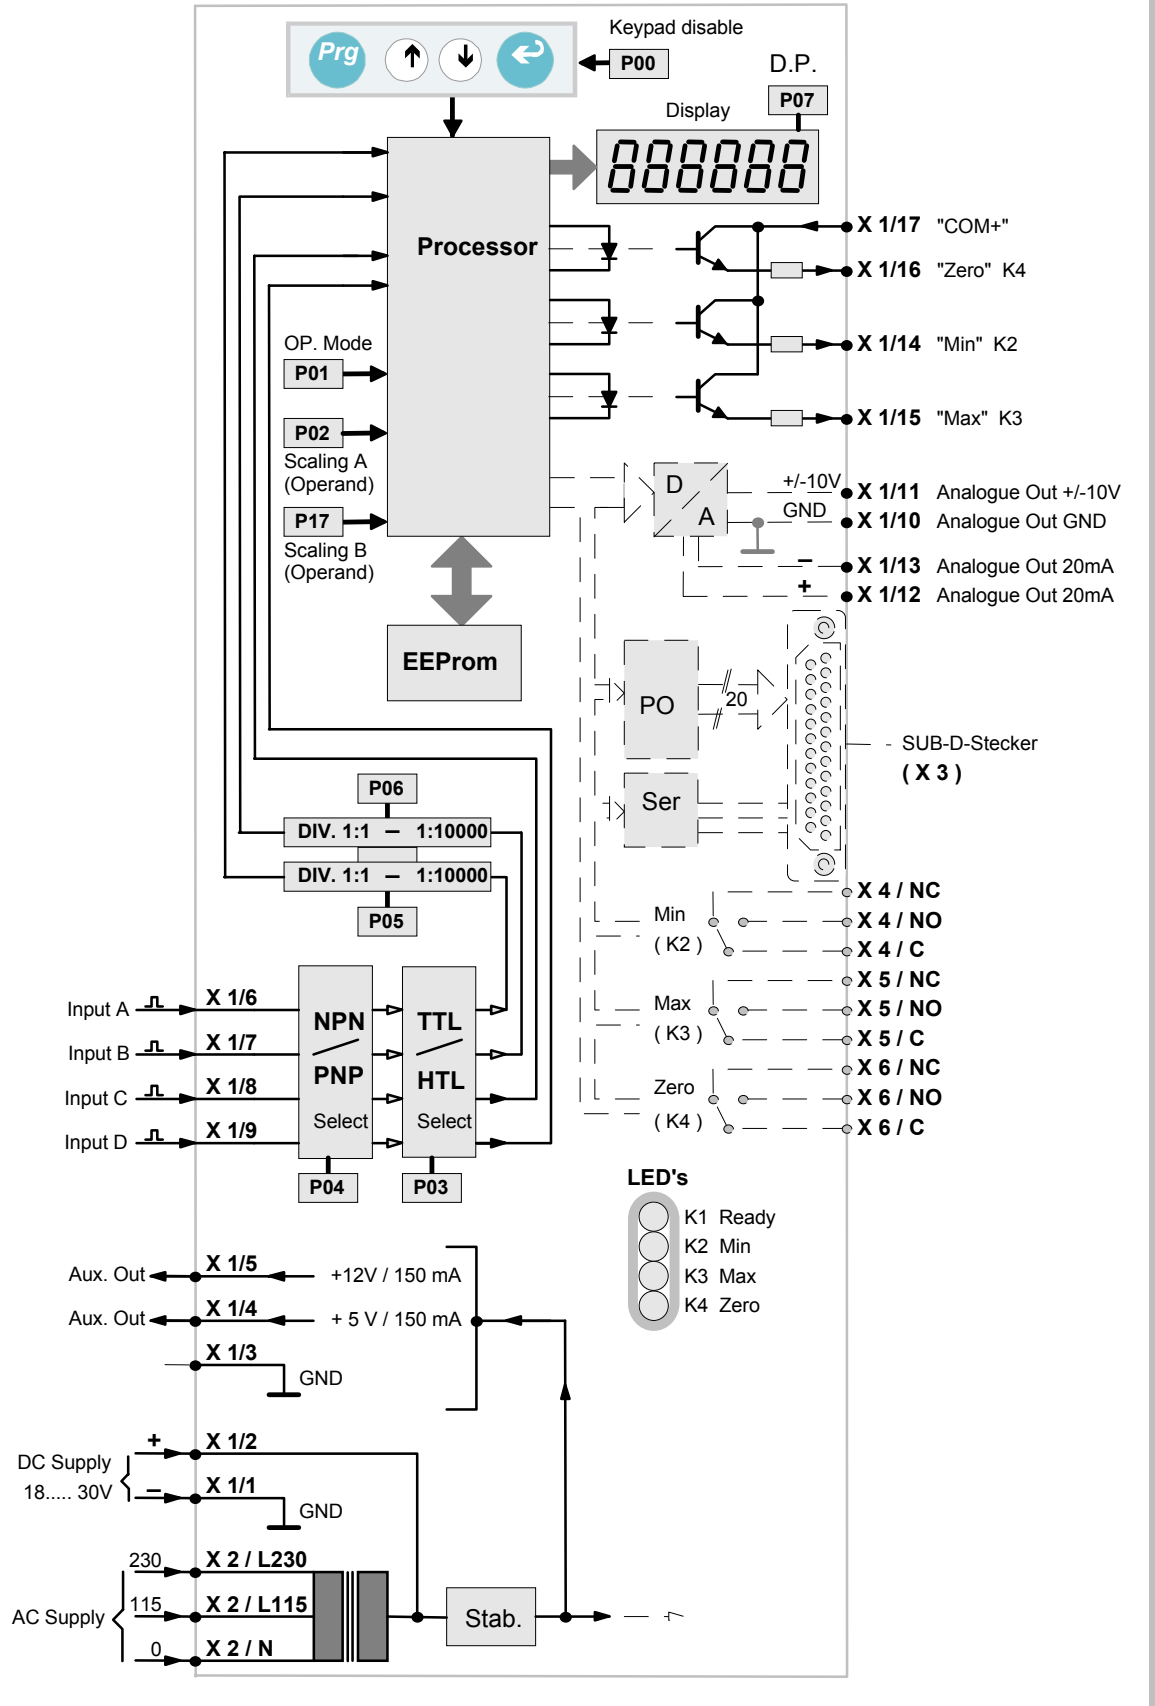 Keypad disable
Prg
P00
D.P.
P07
Display
888888
Processor
X 1/17 "COM+"
X 1/16 "Zero" K4
X 1/14 "Min" K2
X 1/15 "Max" K3
OP. Mode
P01
P02
Scaling A
(Operand)
P17
Scaling B
(Operand)
D
A
+/-10V
X 1/11 Analogue Out +/-10V
GND
X 1/10 Analogue Out GND
–
X 1/13 Analogue Out 20mA
+
X 1/12 Analogue Out 20mA
EEProm
PO
20
SUB-D-Stecker
( X 3 )
Ser
P06
DIV. 1:1 – 1:10000
DIV. 1:1 – 1:10000
P05
Min
( K2 )
X 4 / NC
X 4 / NO
X 4 / C
Max
( K3 )
X 5 / NC
X 5 / NO
X 5 / C
Zero
( K4 )
X 6 / NC
X 6 / NO
X 6 / C
Input A X 1/6
Input B X 1/7
Input C X 1/8
Input D X 1/9
NPN
PNP
Select
P04
TTL
HTL
Select
P03
LED's
K1 Ready
K2 Min
K3 Max
K4 Zero
Aux. Out X 1/5 +12V / 150 mA
Aux. Out X 1/4 + 5 V / 150 mA
X 1/3
GND
DC Supply
18..... 30V
+ X 1/2
– X 1/1
GND
AC Supply
230 X 2 / L230
115 X 2 / L115
0 X 2 / N
Stab.